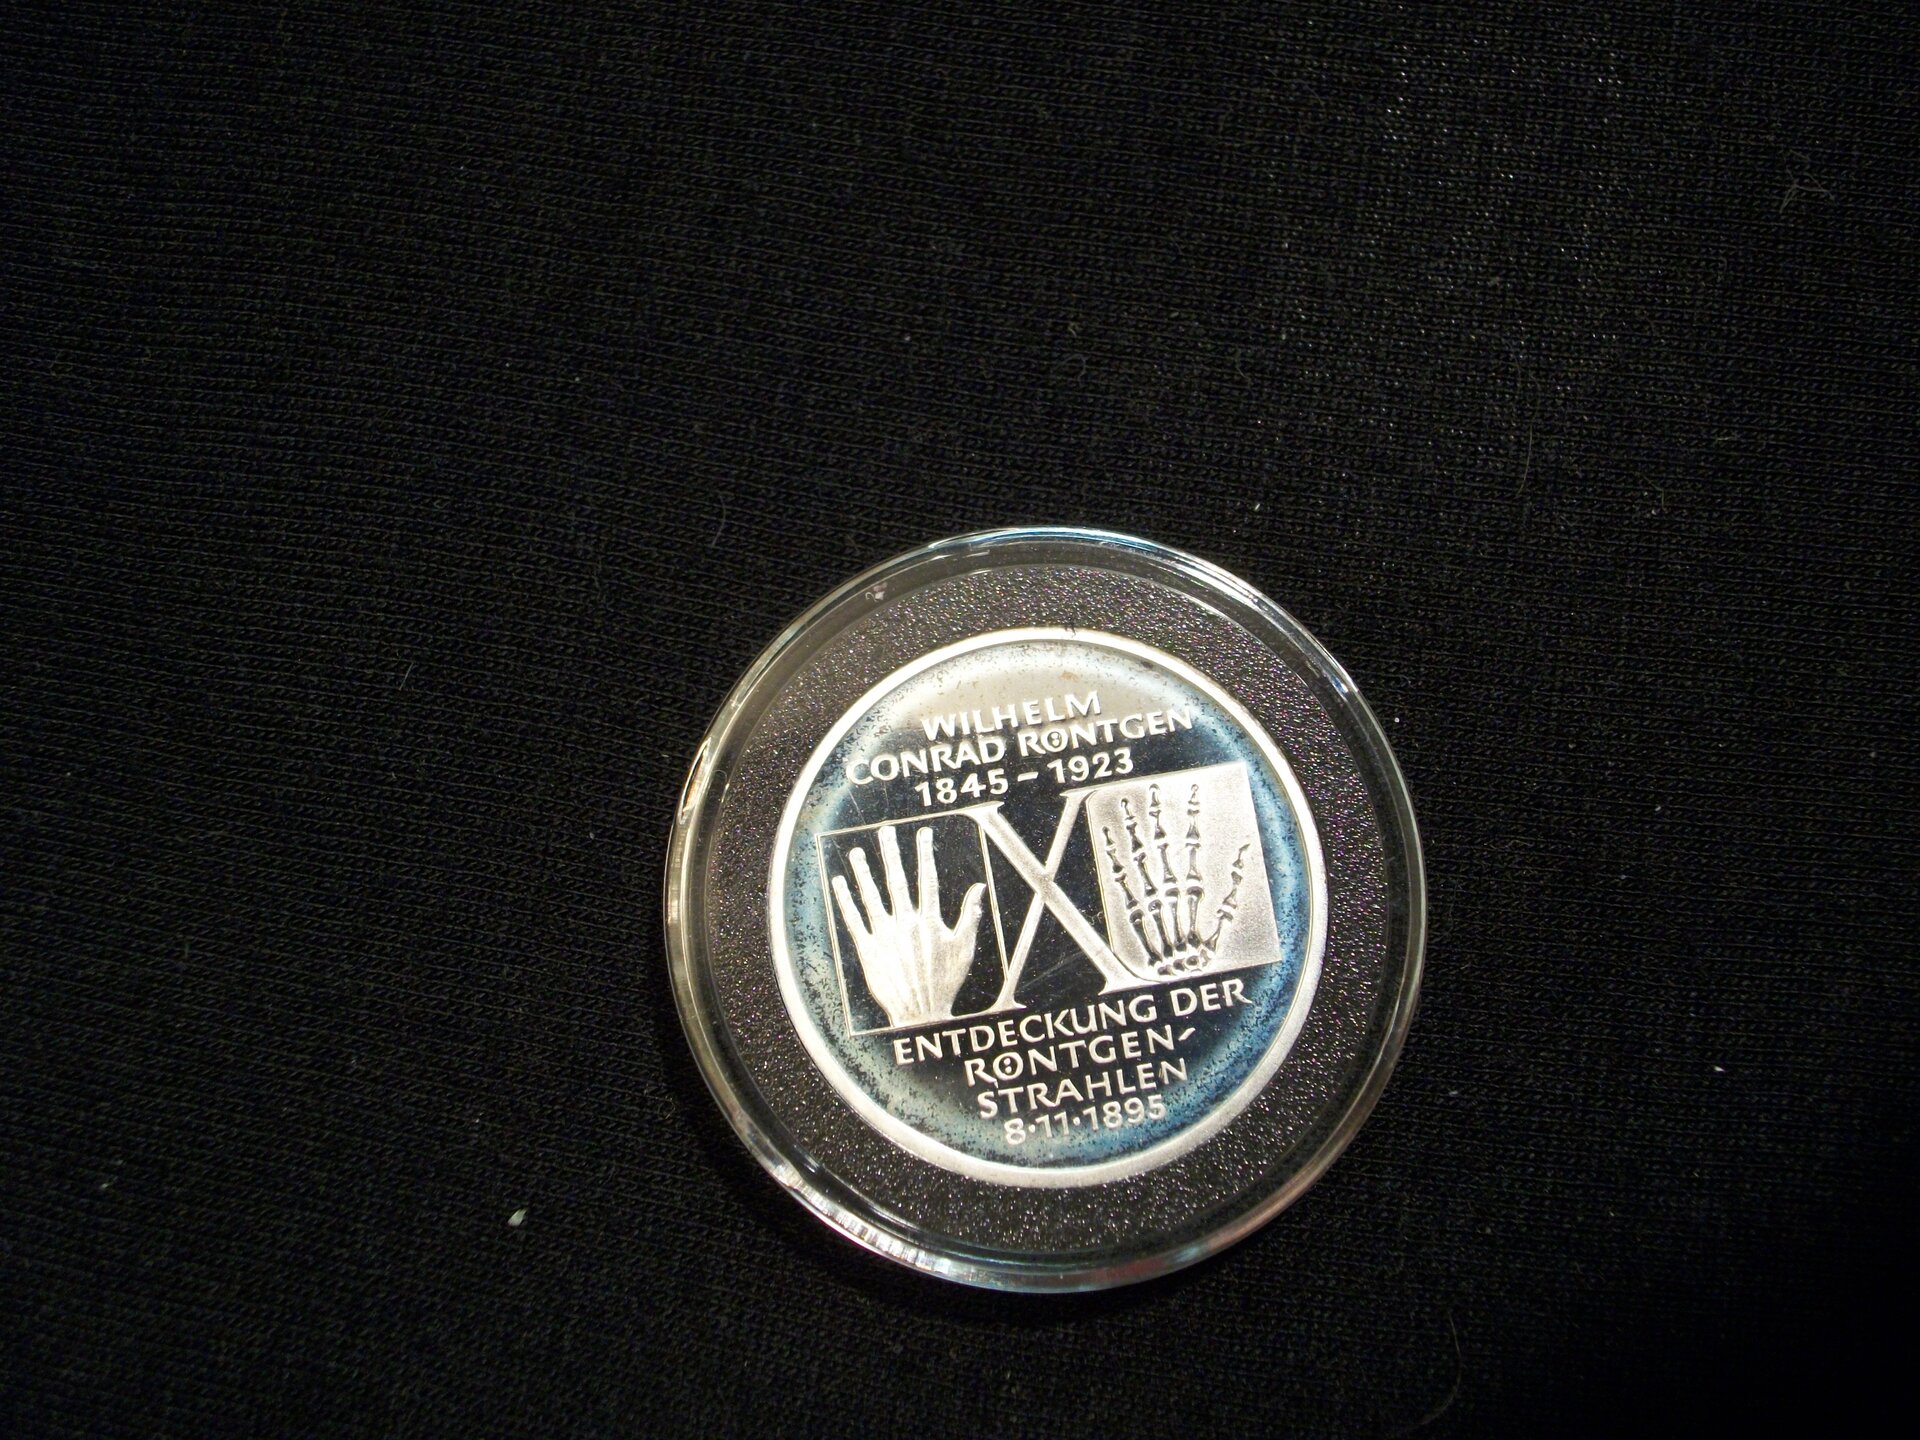 WILHELM
CONRAD RÖNTGEN
1845 - 1923
X
ENTDECKUNG DER
RÖNTGEN-
STRAHLEN
8·11·1895